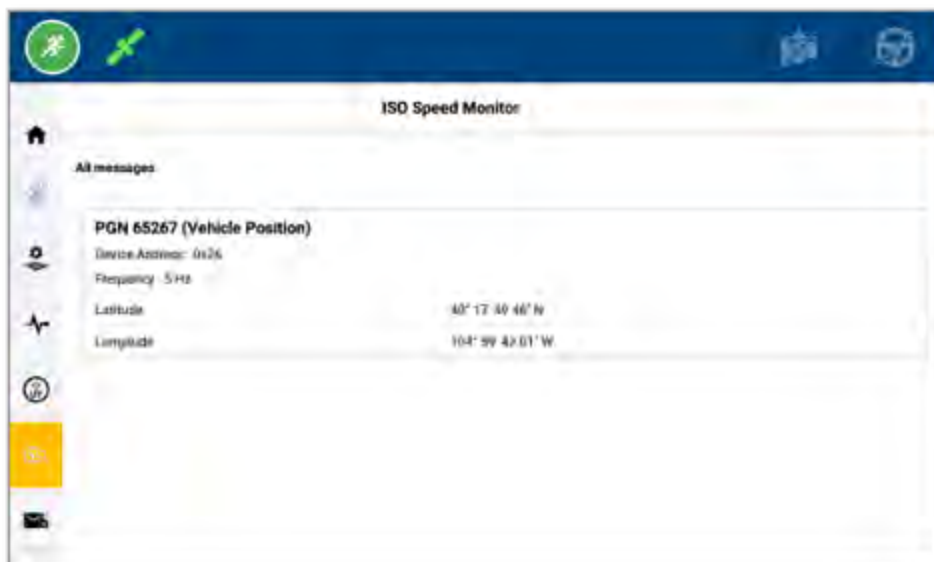 ISO Speed Monitor
All messages
PGN 65267 (Vehicle Position)
Device Address: 0x26
Frequency 5 Hz
Latitude
Longitude